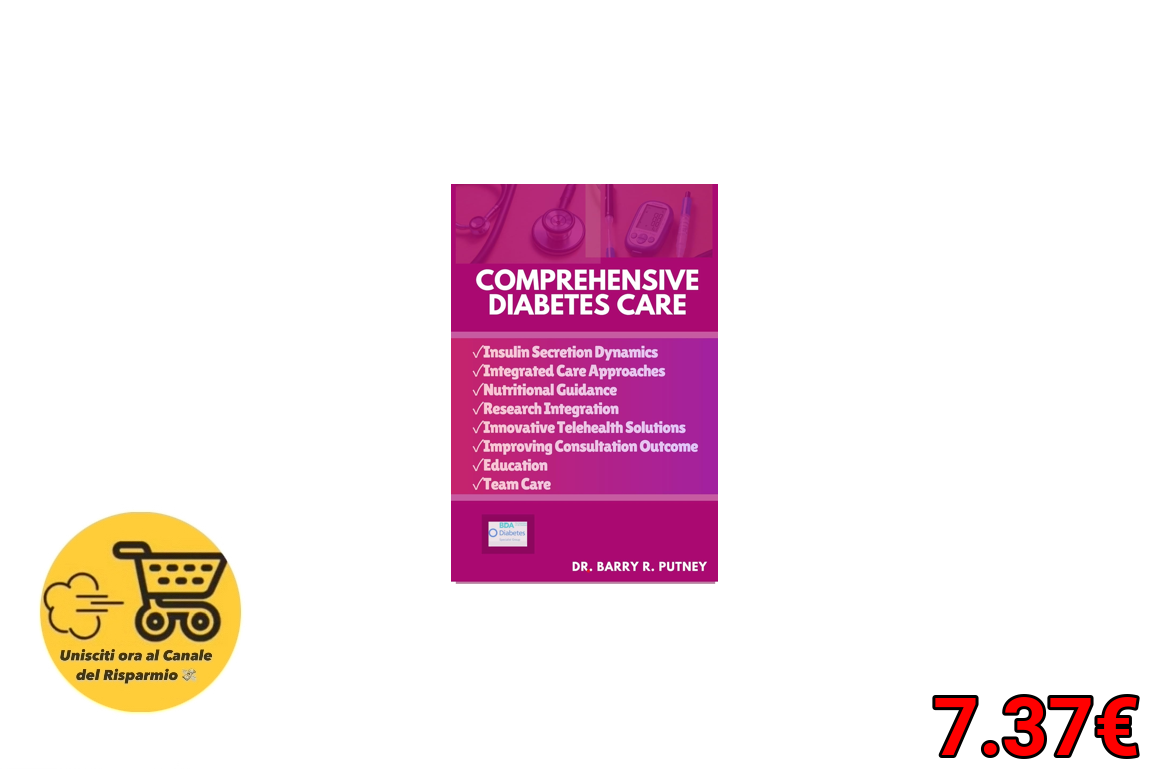 COMPREHENSIVE
DIABETES CARE
✓Insulin Secretion Dynamics
✓Integrated Care Approaches
✓Nutritional Guidance
✓Research Integration
✓Innovative Telehealth Solutions
✓Improving Consultation Outcome
✓Education
✓Team Care
BDA
Diabetes
DR. BARRY R. PUTNEY
Unisciti ora al Canale
del Risparmio 💸
7.37€